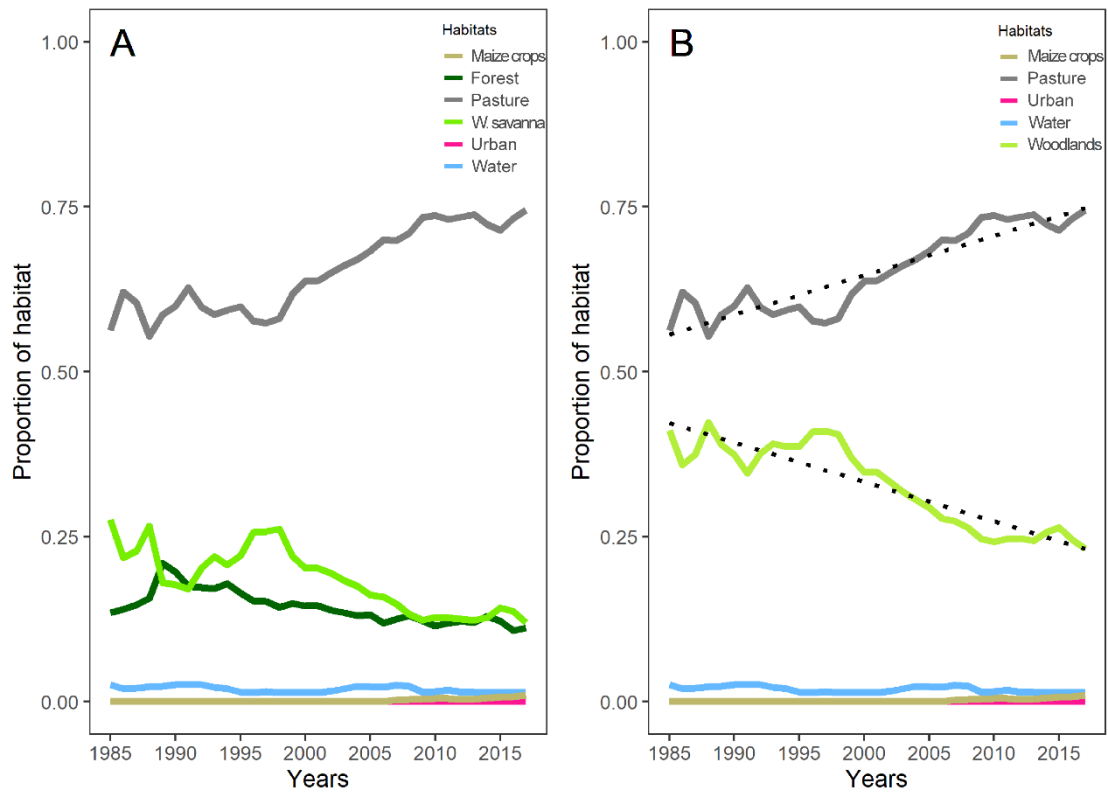 A
Habitats
Maize crops
Forest
Pasture
W. savanna
Urban
Water
1.00
0.75
0.50
0.25
0.00
Proportion of habitat
1985 1990 1995 2000 2005 2010 2015
Years
B
Habitats
Maize crops
Pasture
Urban
Water
Woodlands
1.00
0.75
0.50
0.25
0.00
Proportion of habitat
1985 1990 1995 2000 2005 2010 2015
Years